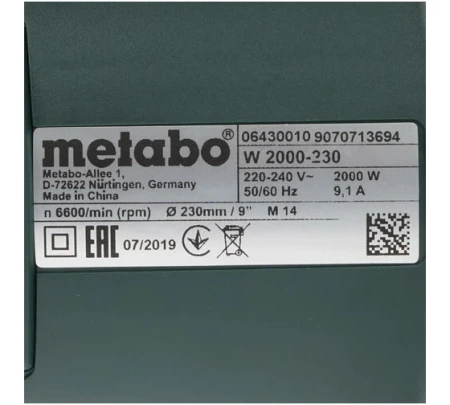 metabo®
Metabo-Allee 1,
D-72622 Nürtingen, Germany
Made in China
06430010 9070713694
W 2000-230
220-240 V~ 2000 W
50/60 Hz 9,1 A
n 6600/min (rpm) Ø 230mm / 9" M 14
EAC 07/2019